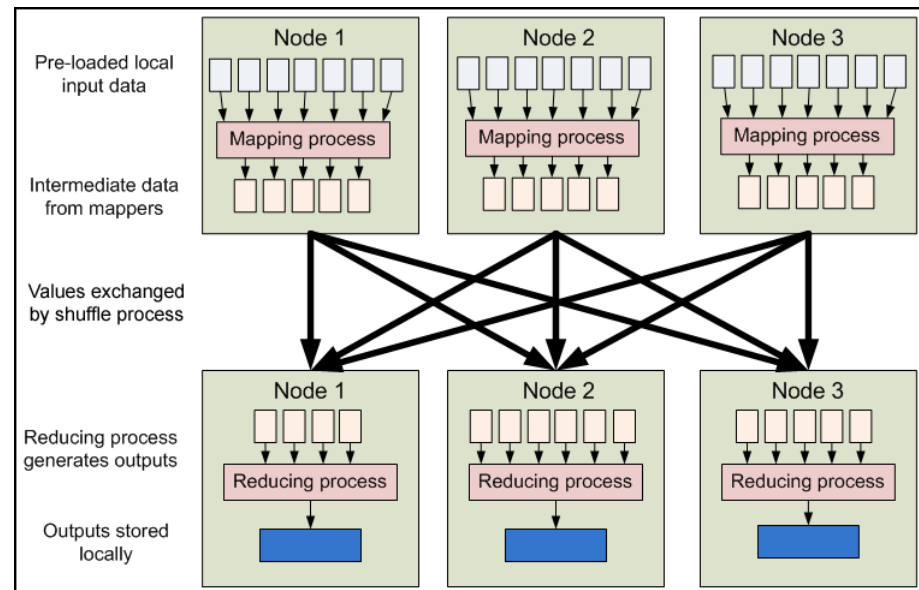 Node 1
Node 2
Node 3
Pre-loaded local
input data
Mapping process
Mapping process
Mapping process
Intermediate data
from mappers
Values exchanged
by shuffle process
Node 1
Node 2
Node 3
Reducing process
generates outputs
Reducing process
Reducing process
Reducing process
Outputs stored
locally